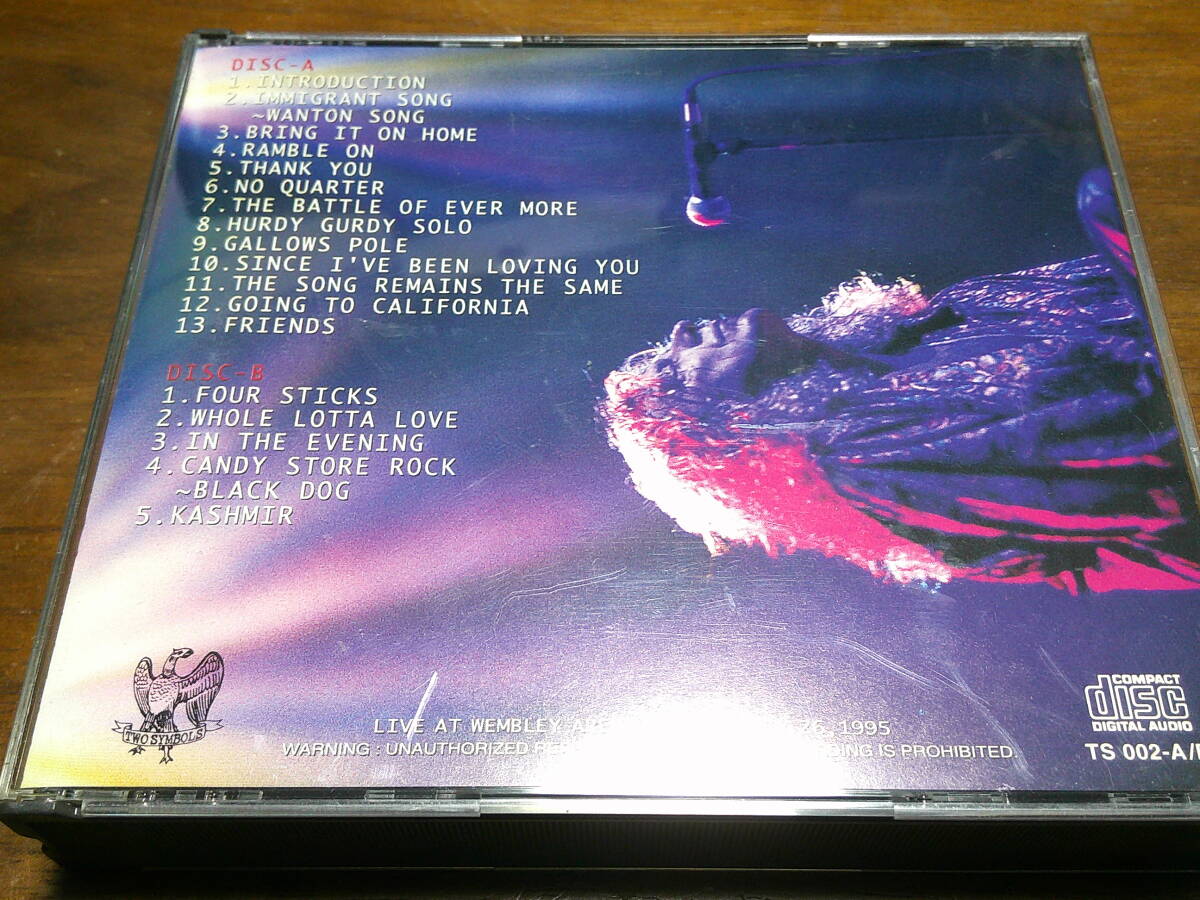 DISC-A
1.INTRODUCTION
2.IMMIGRANT SONG
~WANTON SONG
3.BRING IT ON HOME
4.RAMBLE ON
5.THANK YOU
6.NO QUARTER
7.THE BATTLE OF EVER MORE
8.HURDY GURDY SOLO
9.GALLOWS POLE
10.SINCE I'VE BEEN LOVING YOU
11.THE SONG REMAINS THE SAME
12.GOING TO CALIFORNIA
13.FRIENDS
DISC-B
1.FOUR STICKS
2.WHOLE LOTTA LOVE
3.IN THE EVENING
4.CANDY STORE ROCK
~BLACK DOG
5.KASHMIR
TWO SYMBOLS
LIVE AT WEMBLEY 1995
WARNING : UNAUTHORIZED IS PROHIBITED.
COMPACT
disc
DIGITAL AUDIO
TS 002-A/